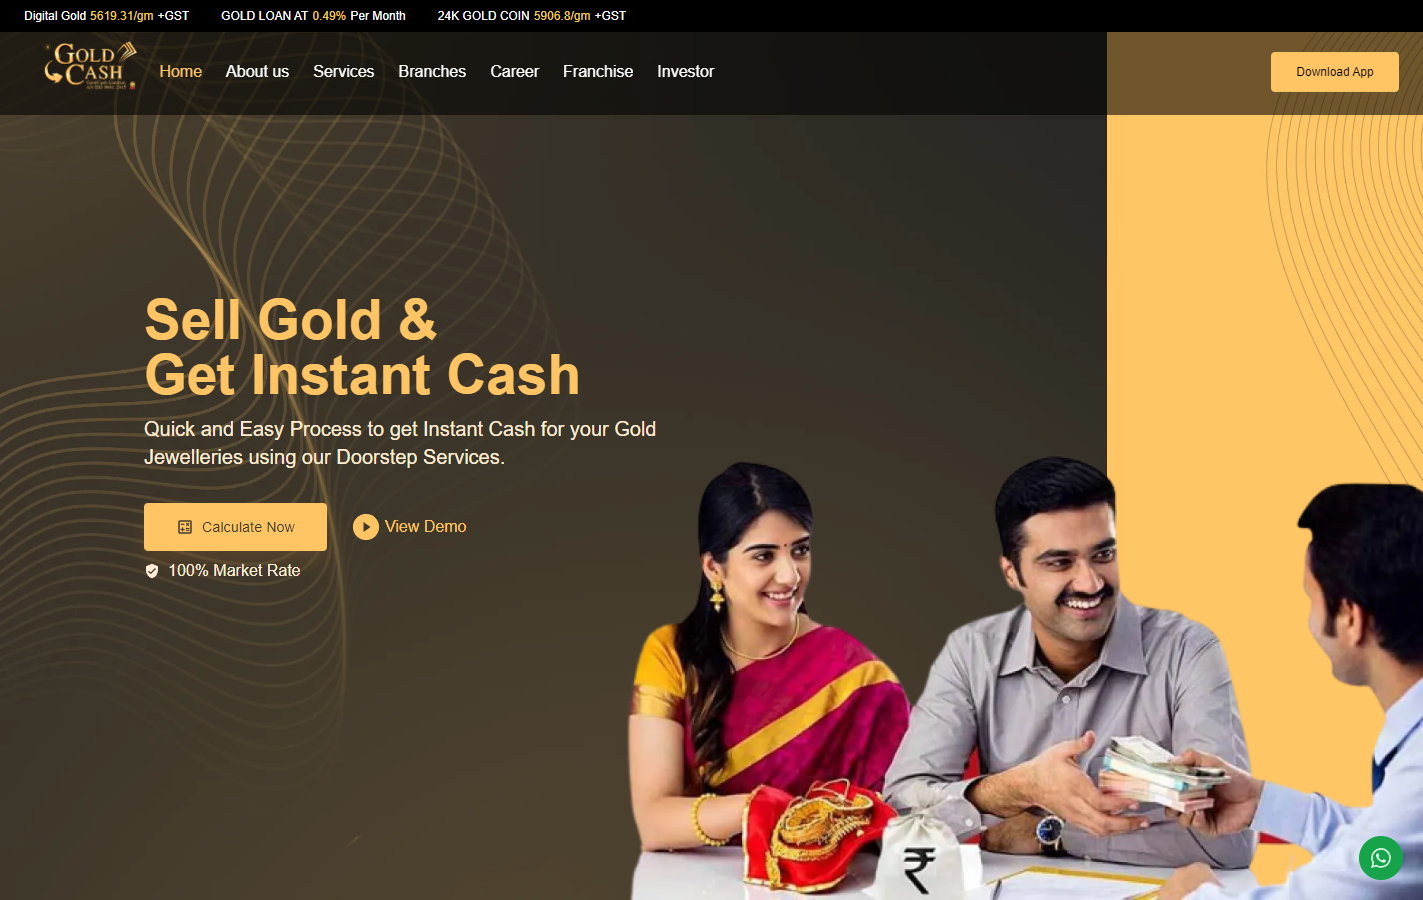 Digital Gold 5619.31/gm +GST GOLD LOAN AT 0.49% Per Month 24K GOLD COIN 5906.8/gm +GST
GOLD
CASH
Home About us Services Branches Career Franchise Investor
Download App
Sell Gold &
Get Instant Cash
Quick and Easy Process to get Instant Cash for your Gold
Jewelleries using our Doorstep Services.
Calculate Now
View Demo
100% Market Rate
₹